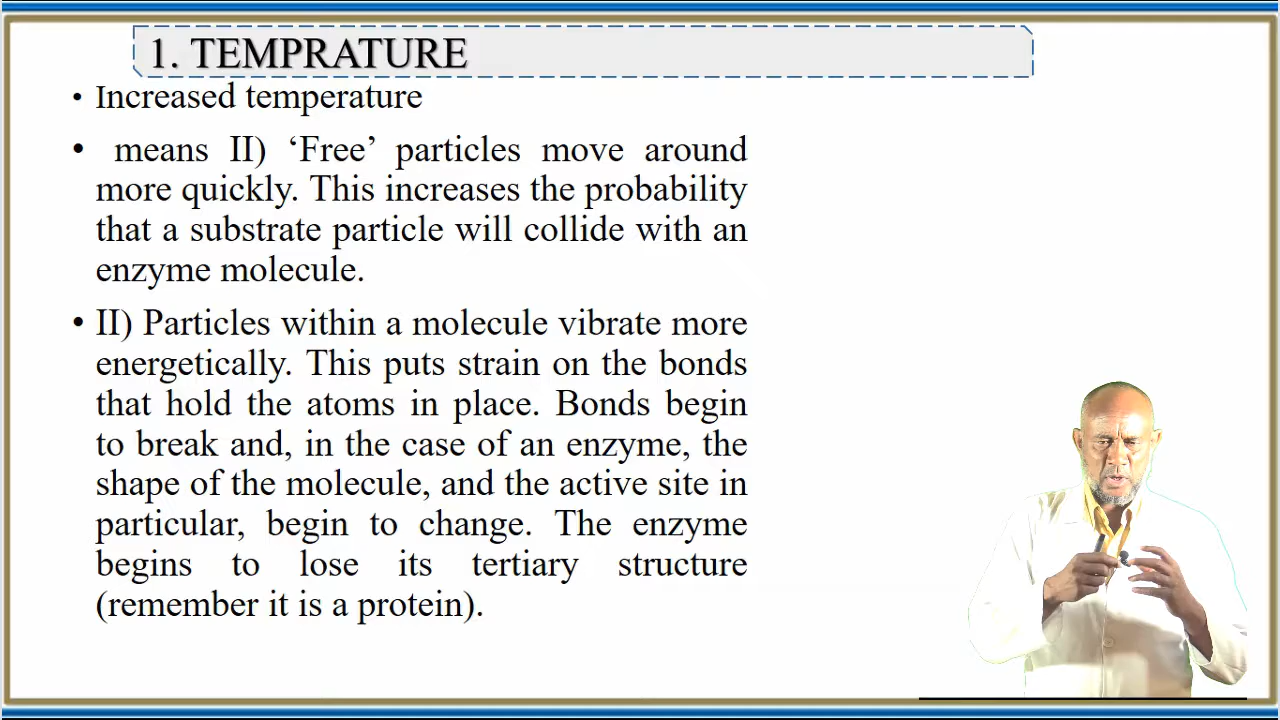 1. TEMPRATURE
• Increased temperature
• means II) ‘Free’ particles move around
more quickly. This increases the probability
that a substrate particle will collide with an
enzyme molecule.
• II) Particles within a molecule vibrate more
energetically. This puts strain on the bonds
that hold the atoms in place. Bonds begin
to break and, in the case of an enzyme, the
shape of the molecule, and the active site in
particular, begin to change. The enzyme
begins to lose its tertiary structure
(remember it is a protein).